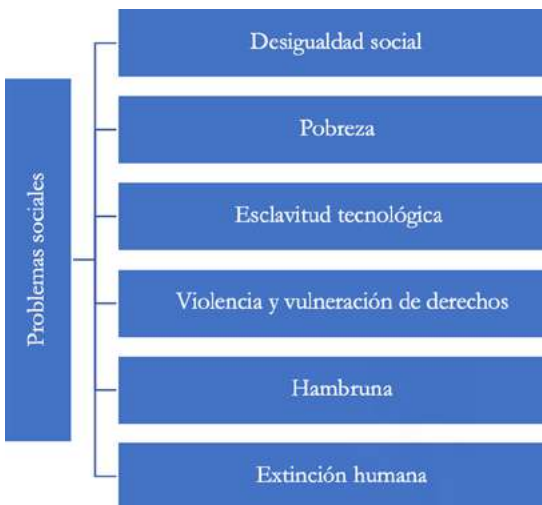 Problemas sociales
Desigualdad social
Pobreza
Esclavitud tecnológica
Violencia y vulneración de derechos
Hambruna
Extinción humana